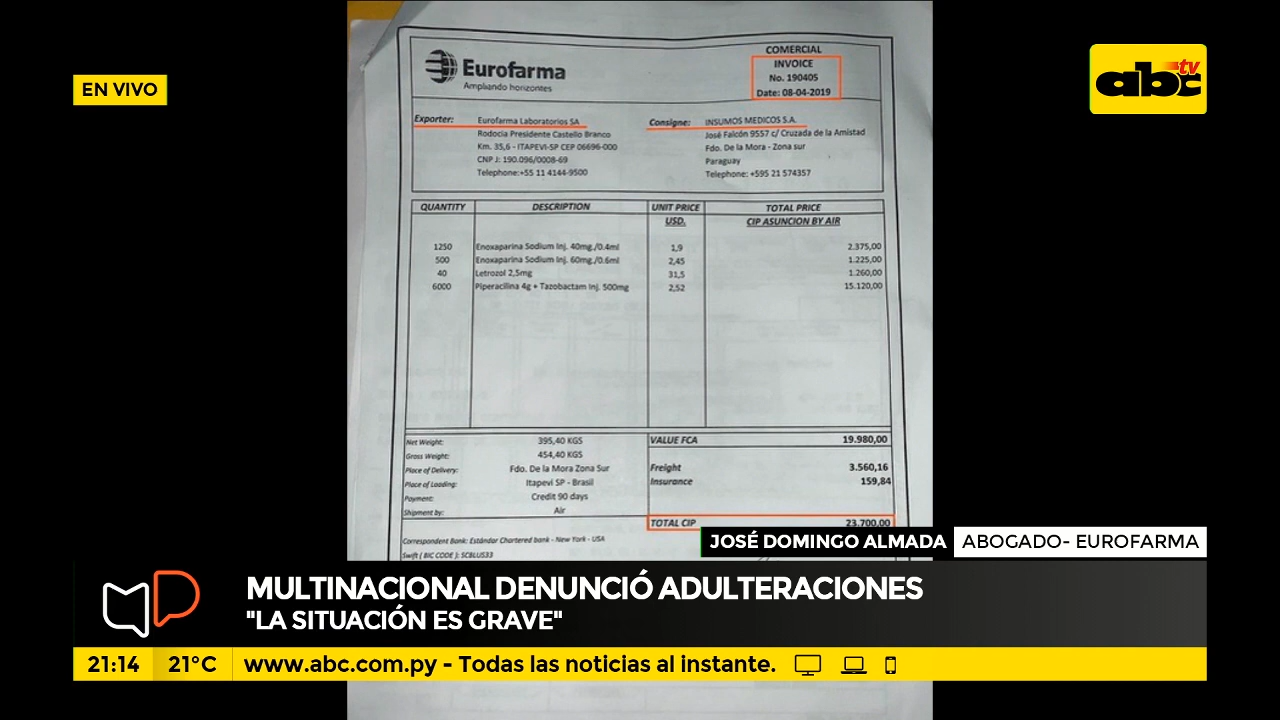 EN VIVO
abc tv
Eurofarma
Ampliando horizontes
COMERCIAL
INVOICE
No. 190405
Date: 08-04-2019
Exporter:
Eurofarma Laboratorios SA
Rodocia Presidente Castello Branco
Km. 35,6 - ITAPEVI-SP CEP 06696-000
CNP J: 190.096/0008-69
Telephone:+55 11 4144-9500
Consigne:
INSUMOS MEDICOS S.A.
José Falcón 9557 c/ Cruzada de la Amistad
Fdo. De la Mora - Zona sur
Paraguay
Telephone: +595 21 574357
QUANTITY DESCRIPTION UNIT PRICE TOTAL PRICE
USD. CIP ASUNCION BY AIR
1250 Enoxaparina Sodium Inj. 40mg./0.4ml 1,9 2.375,00
500 Enoxaparina Sodium Inj. 60mg./0.6ml 2,45 1.225,00
40 Letrozol 2,5mg 31,5 1.260,00
6000 Piperacilina 4g + Tazobactam Inj. 500mg 2,52 15.120,00
Net Weight: 395,40 KGS
Gross Weight: 454,40 KGS
Place of Delivery: Fdo. De la Mora Zona Sur
Place of Loading: Itapevi SP - Brasil
Payment: Credit 90 days
Shipment by: Air
VALUE FCA 19.980,00
Freight 3.560,16
Insurance 159,84
TOTAL CIP 23.700,00
Correspondent Bank: Estándar Chartered bank - New York - USA
Swift ( BIC CODE ): SCBLUS33
JOSÉ DOMINGO ALMADA ABOGADO- EUROFARMA
MULTINACIONAL DENUNCIÓ ADULTERACIONES
"LA SITUACIÓN ES GRAVE"
21:14 21°C www.abc.com.py - Todas las noticias al instante.